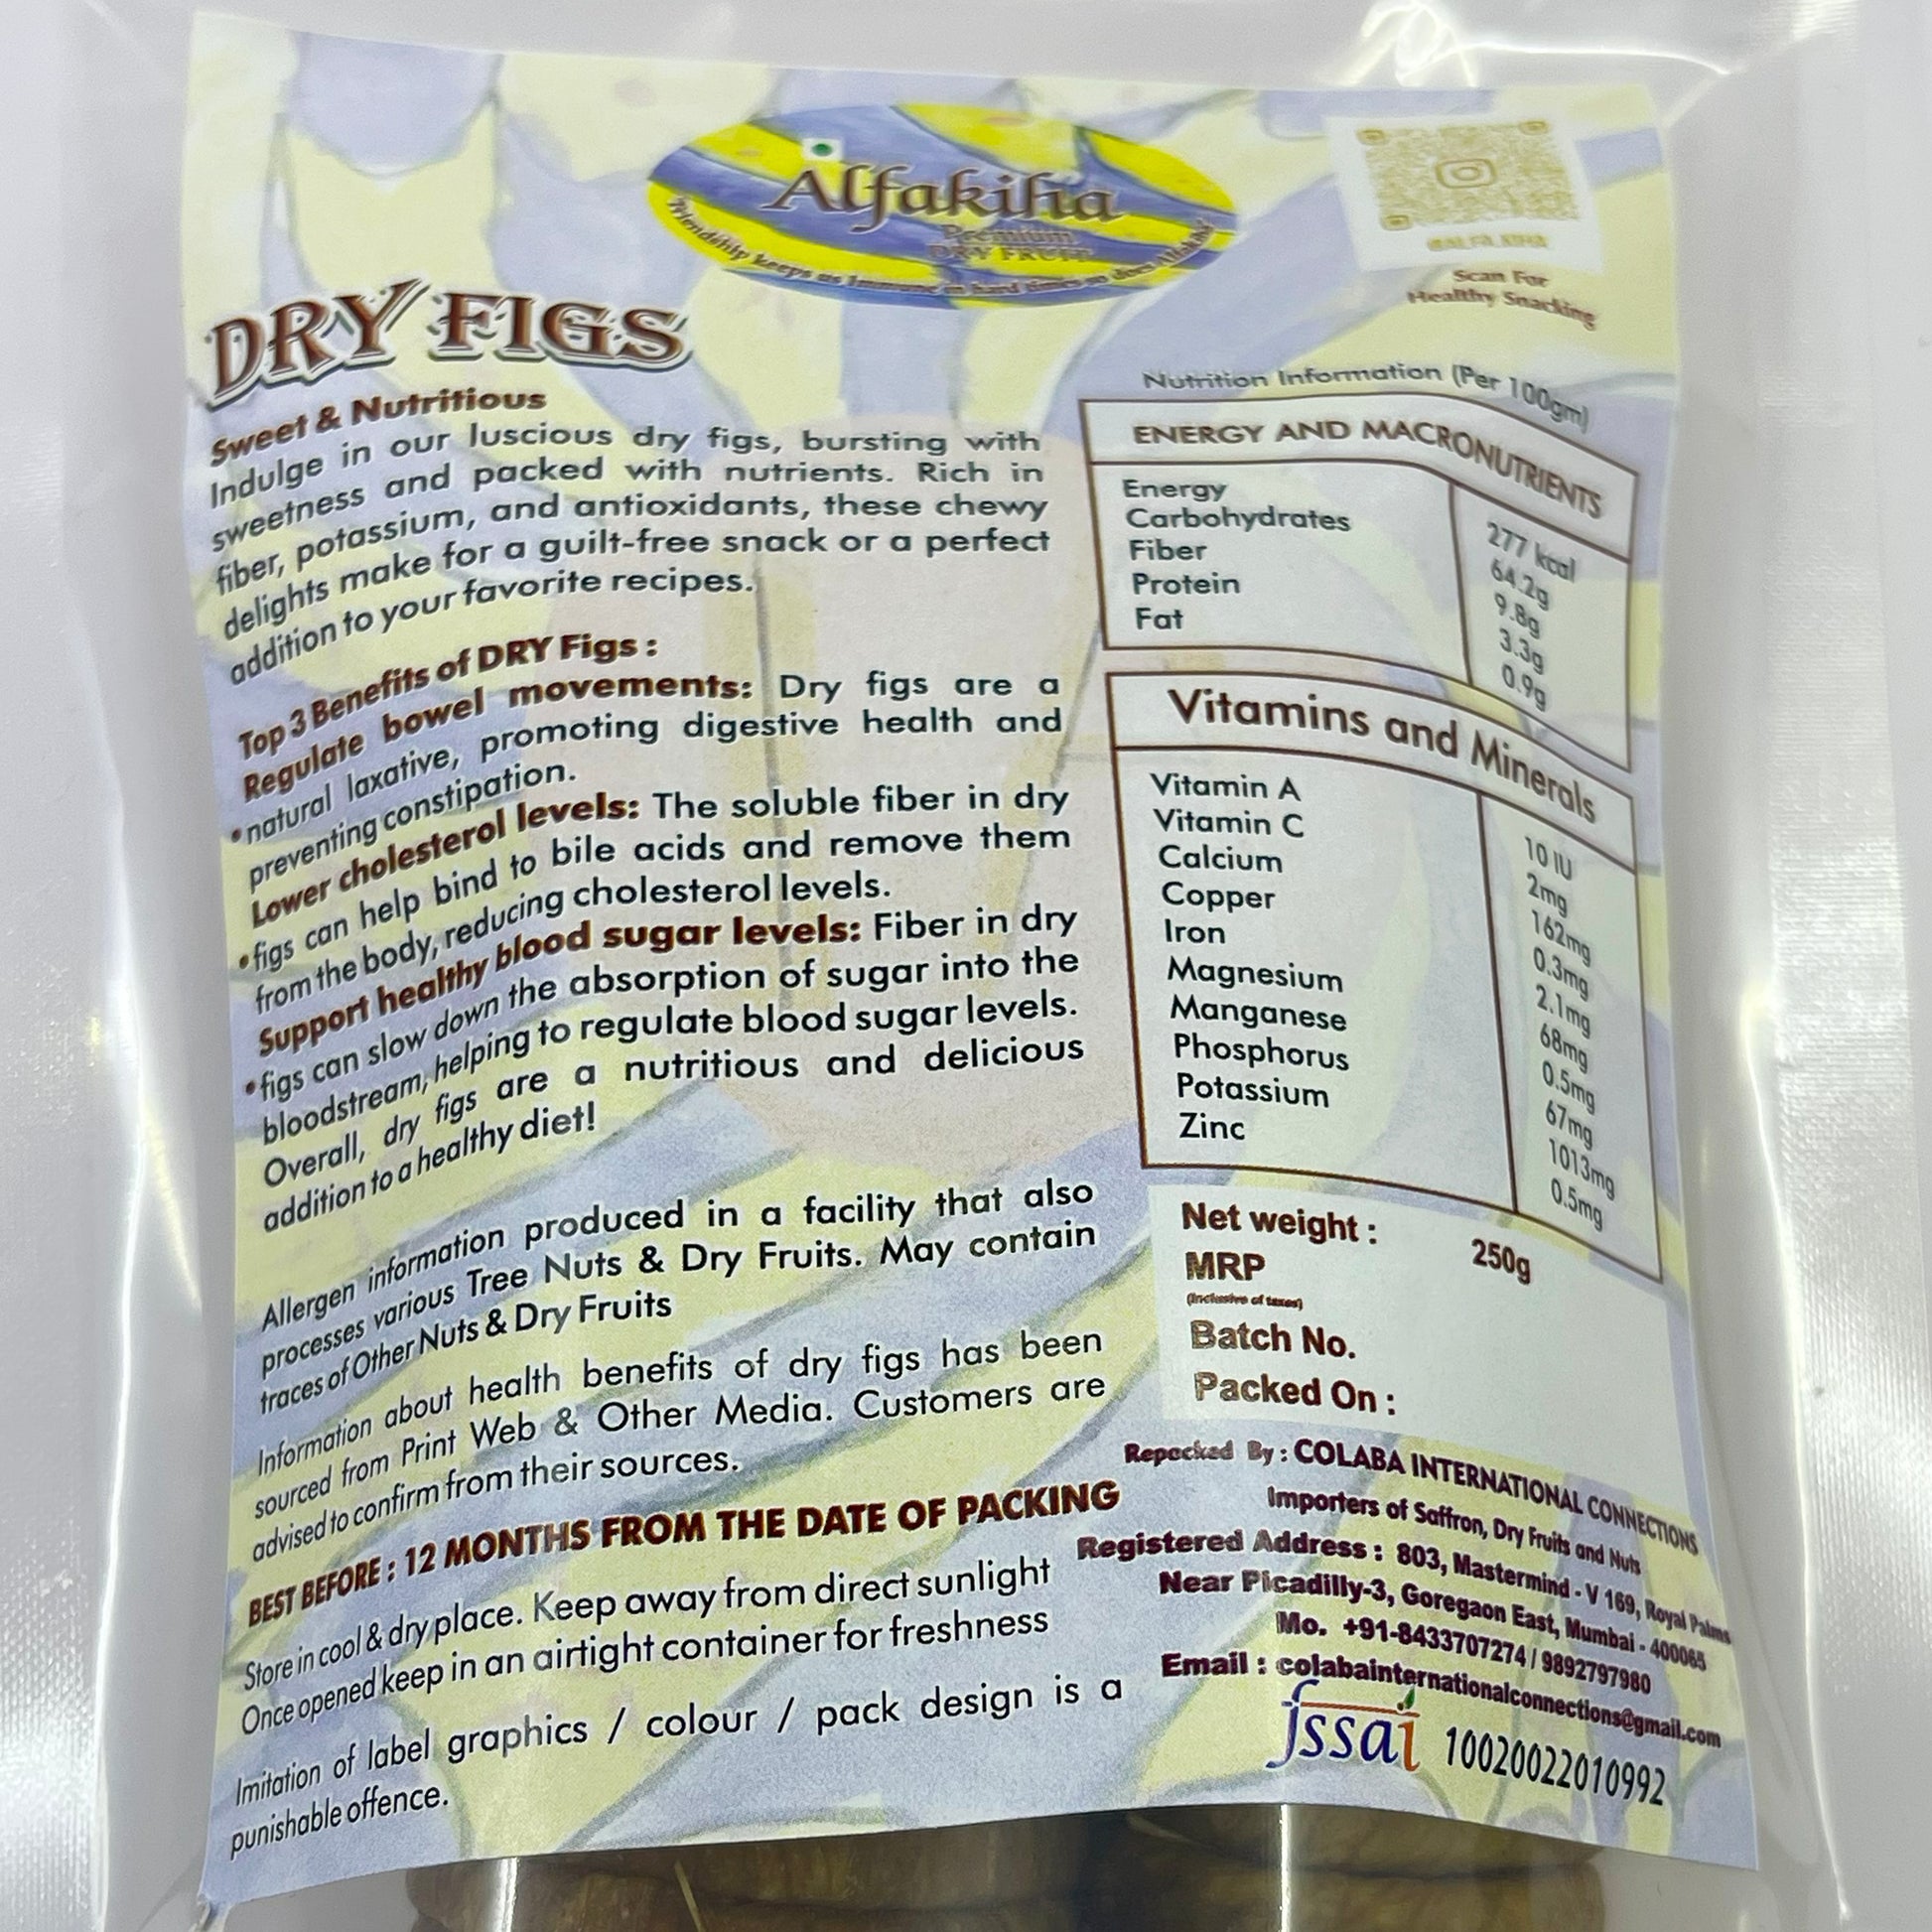 Alfakiha
Premium
DRY FRUIT
Friendship keeps us Immune in hard times so does Alfakiha
@ALFA.KIHA
Scan For
Healthy Snacking
DRY FIGS
Sweet & Nutritious
Indulge in our luscious dry figs, bursting with
sweetness and packed with nutrients. Rich in
fiber, potassium, and antioxidants, these chewy
delights make for a guilt-free snack or a perfect
addition to your favorite recipes.
Top 3 Benefits of DRY Figs :
Regulate bowel movements: Dry figs are a
• natural laxative, promoting digestive health and
preventing constipation.
Lower cholesterol levels: The soluble fiber in dry
• figs can help bind to bile acids and remove them
from the body, reducing cholesterol levels.
Support healthy blood sugar levels: Fiber in dry
• figs can slow down the absorption of sugar into the
bloodstream, helping to regulate blood sugar levels.
Overall, dry figs are a nutritious and delicious
addition to a healthy diet!
Allergen information produced in a facility that also
processes various Tree Nuts & Dry Fruits. May contain
traces of Other Nuts & Dry Fruits
Information about health benefits of dry figs has been
sourced from Print Web & Other Media. Customers are
advised to confirm from their sources.
BEST BEFORE : 12 MONTHS FROM THE DATE OF PACKING
Store in cool & dry place. Keep away from direct sunlight
Once opened keep in an airtight container for freshness
Imitation of label graphics / colour / pack design is a
punishable offence.
Nutrition Information (Per 100gm)
ENERGY AND MACRONUTRIENTS
Energy 277 kcal
Carbohydrates 64.2g
Fiber 9.8g
Protein 3.3g
Fat 0.9g
Vitamins and Minerals
Vitamin A 10 IU
Vitamin C 2mg
Calcium 162mg
Copper 0.3mg
Iron 2.1mg
Magnesium 68mg
Manganese 0.5mg
Phosphorus 67mg
Potassium 1013mg
Zinc 0.5mg
Net weight : 250g
MRP
(Inclusive of taxes)
Batch No.
Packed On :
Repacked By : COLABA INTERNATIONAL CONNECTIONS
Importers of Saffron, Dry Fruits and Nuts
Registered Address : 803, Mastermind - V 169, Royal Palms
Near Picadilly-3, Goregaon East, Mumbai - 400065
Mo. +91-8433707274 / 9892797980
Email : colabainternationalconnections@gmail.com
fssai 10020022010992